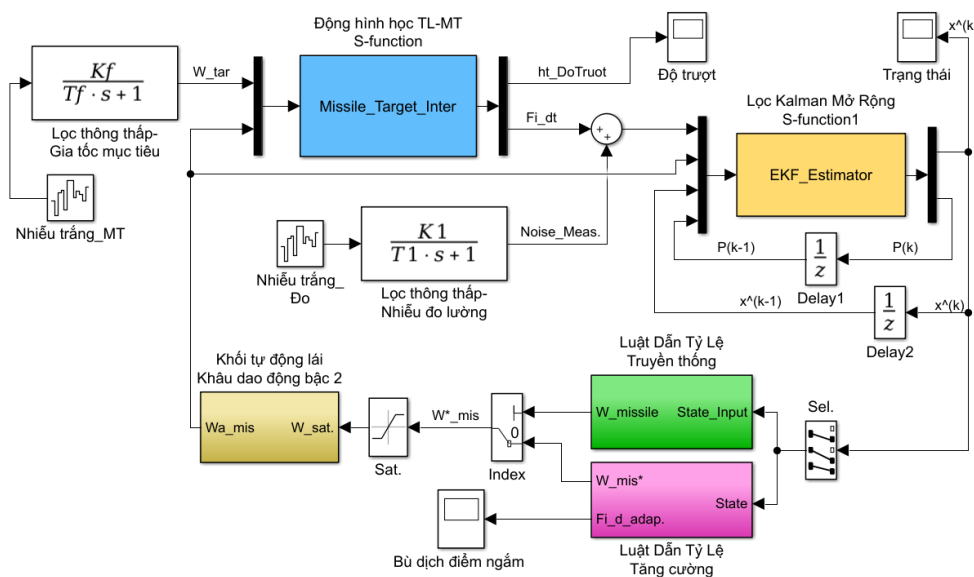 Động hình học TL-MT
S-function
Kf
Tf · s + 1
W_tar
Lọc thông thấp-
Gia tốc mục tiêu
Nhiễu trắng_MT
Missile_Target_Inter
ht_DoTruot
Fi_dt
Độ trượt
x^(k
Trạng thái
Lọc Kalman Mở Rộng
S-function1
EKF_Estimator
+
+
Nhiễu trắng_
Đo
K1
T1 · s + 1
Noise_Meas.
Lọc thông thấp-
Nhiễu đo lường
P(k-1)
1
z
P(k)
Delay1
x^(k-1)
1
z
x^(k)
Delay2
Khối tự động lái
Khâu dao động bậc 2
Wa_mis
W_sat.
Sat.
W*_mis
0
Index
Luật Dẫn Tỷ Lệ
Truyền thống
W_missile
State_Input
Sel.
W_mis*
State
Fi_d_adap.
Luật Dẫn Tỷ Lệ
Tăng cường
Bù dịch điểm ngắm